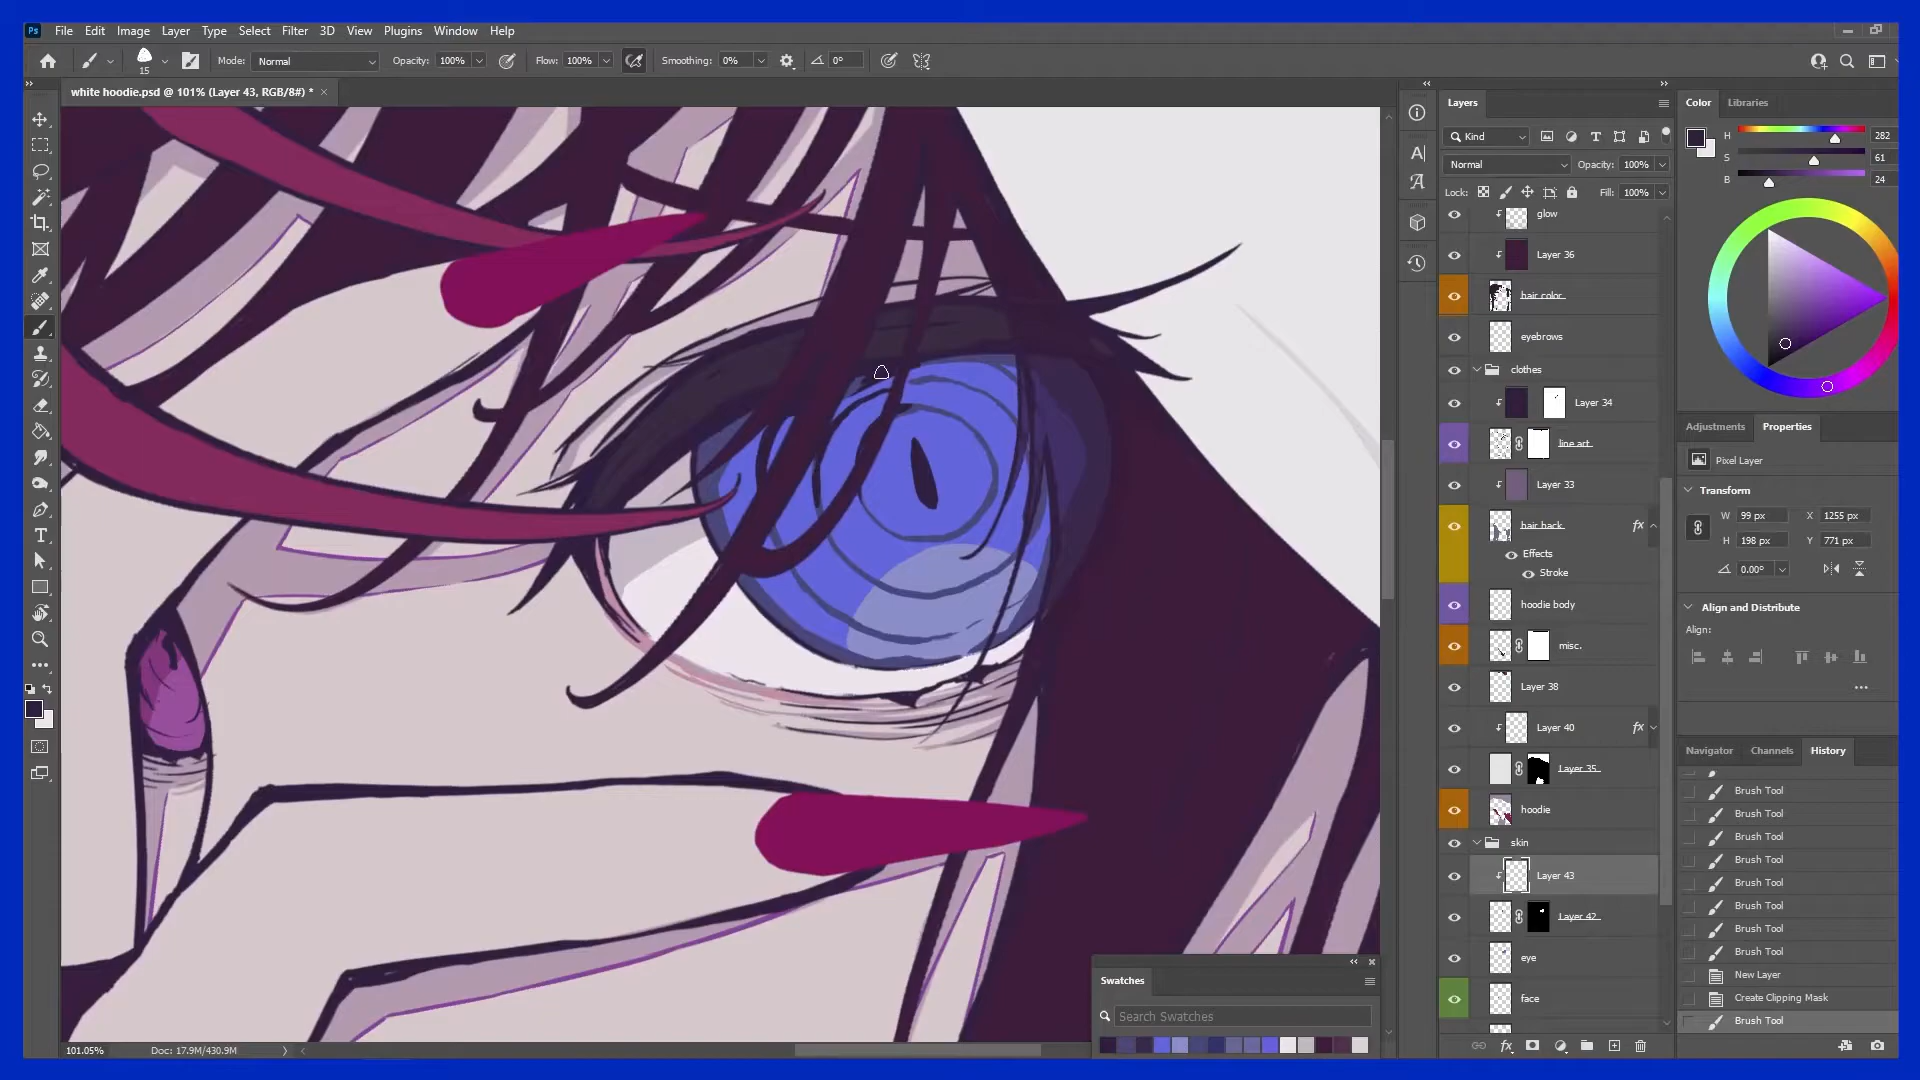 Ps File Edit Image Layer Type Select Filter 3D View Plugins Window Help
15 Mode: Normal Opacity: 100% Flow: 100% Smoothing: 0% 0°
white hoodie.psd @ 101% (Layer 43, RGB/8#) *
Layers
Kind
Normal Opacity: 100%
Lock: Fill: 100%
glow
Layer 36
hair color
eyebrows
clothes
Layer 34
line art
Layer 33
hair back fx
Effects
Stroke
hoodie body
misc.
Layer 38
Layer 40 fx
Layer 35
hoodie
skin
Layer 43
Layer 42
eye
face
fx
Color Libraries
H 282
S 61
B 24
Adjustments Properties
Pixel Layer
Transform
W 99 px X 1255 px
H 198 px Y 771 px
0.00°
Align and Distribute
Align:
Navigator Channels History
Brush Tool
Brush Tool
Brush Tool
Brush Tool
Brush Tool
Brush Tool
Brush Tool
Brush Tool
New Layer
Create Clipping Mask
Brush Tool
Swatches
Search Swatches
101.05% Doc: 17.9M/430.9M